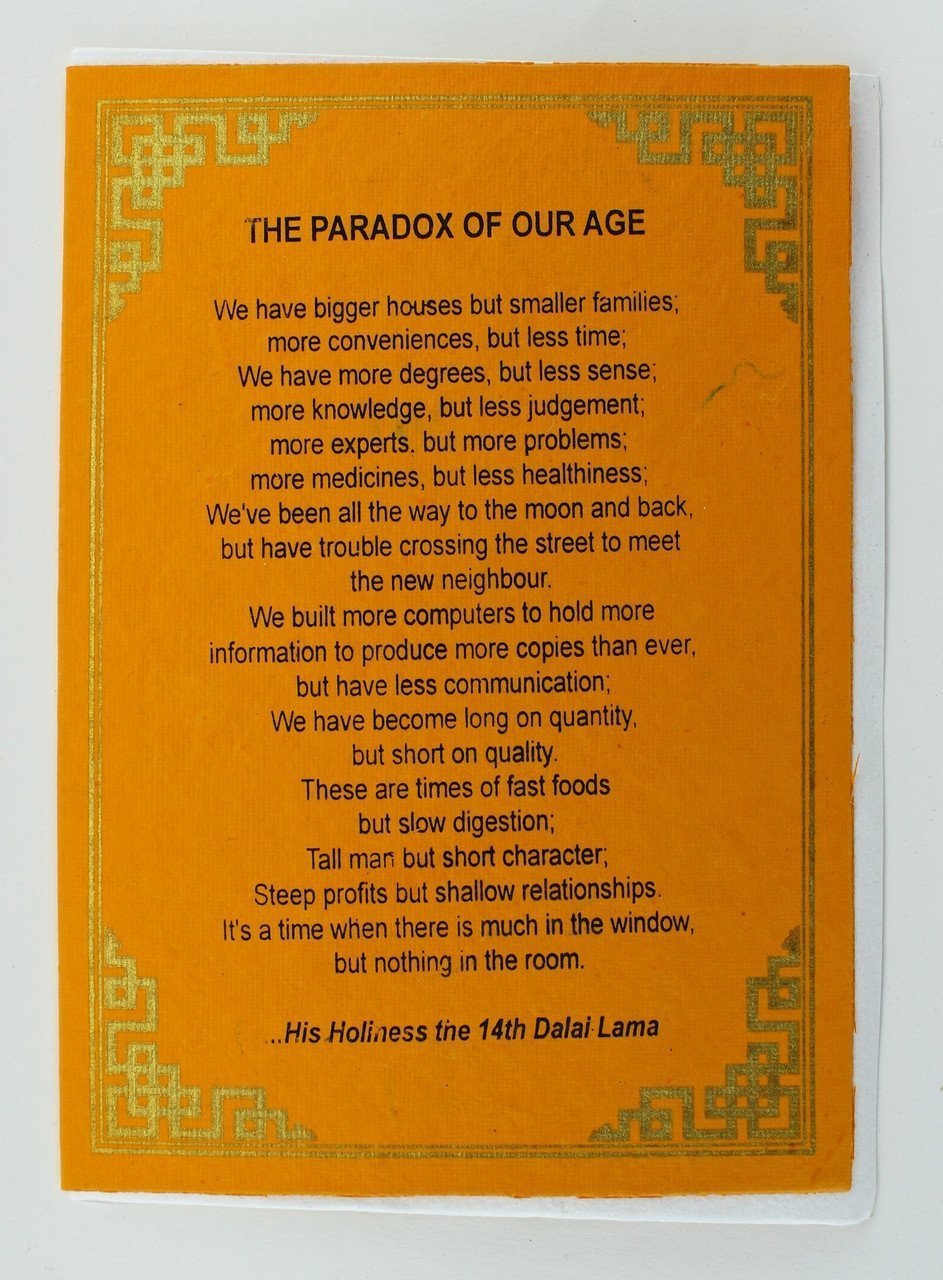 THE PARADOX OF OUR AGE
We have bigger houses but smaller families;
more conveniences, but less time;
We have more degrees, but less sense;
more knowledge, but less judgement;
more experts. but more problems;
more medicines, but less healthiness;
We've been all the way to the moon and back,
but have trouble crossing the street to meet
the new neighbour.
We built more computers to hold more
information to produce more copies than ever,
but have less communication;
We have become long on quantity,
but short on quality.
These are times of fast foods
but slow digestion;
Tall man but short character;
Steep profits but shallow relationships.
It's a time when there is much in the window,
but nothing in the room.
...His Holiness the 14th Dalai Lama